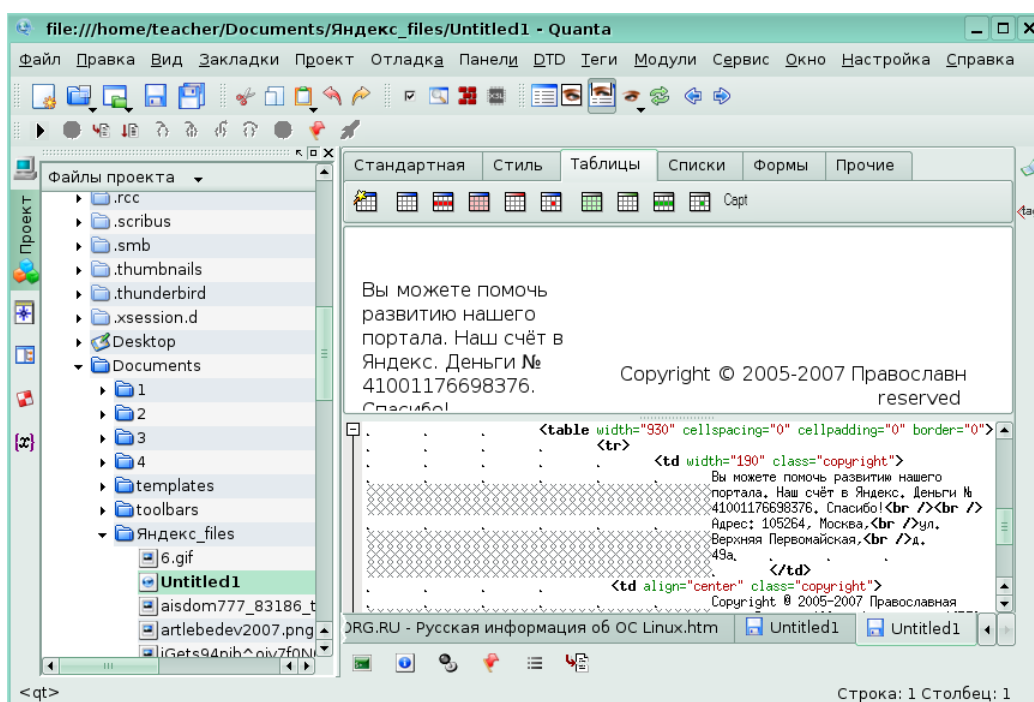 file:///home/teacher/Documents/Яндекс_files/Untitled1 - Quanta
Файл Правка Вид Закладки Проект Отладка Панели DTD Теги Модули Сервис Окно Настройка Справка
Файлы проекта
Проект
.rcc
.scribus
.smb
.thumbnails
.thunderbird
.xsession.d
Desktop
Documents
1
2
3
4
templates
toolbars
Яндекс_files
6.gif
Untitled1
aisdom777_83186_t
artlebedev2007.png
Стандартная Стиль Таблицы Списки Формы Прочие
Capt
Вы можете помочь
развитию нашего
портала. Наш счёт в
Яндекс. Деньги №
41001176698376.
Спасибо!
Copyright © 2005-2007 Православн
reserved
<table width="930" cellspacing="0" cellpadding="0" border="0">
<tr>
<td width="190" class="copyright">
Вы можете помочь развитию нашего
портала. Наш счёт в Яндекс. Деньги №
41001176698376. Спасибо!<br /><br />
Адрес: 105264, Москва,<br />ул.
Верхняя Первомайская,<br />д.
49а.
</td>
<td align="center" class="copyright">
Copyright © 2005-2007 Православная
ORG.RU - Русская информация об ОС Linux.htm Untitled1 Untitled1
<qt>
Строка: 1 Столбец: 1